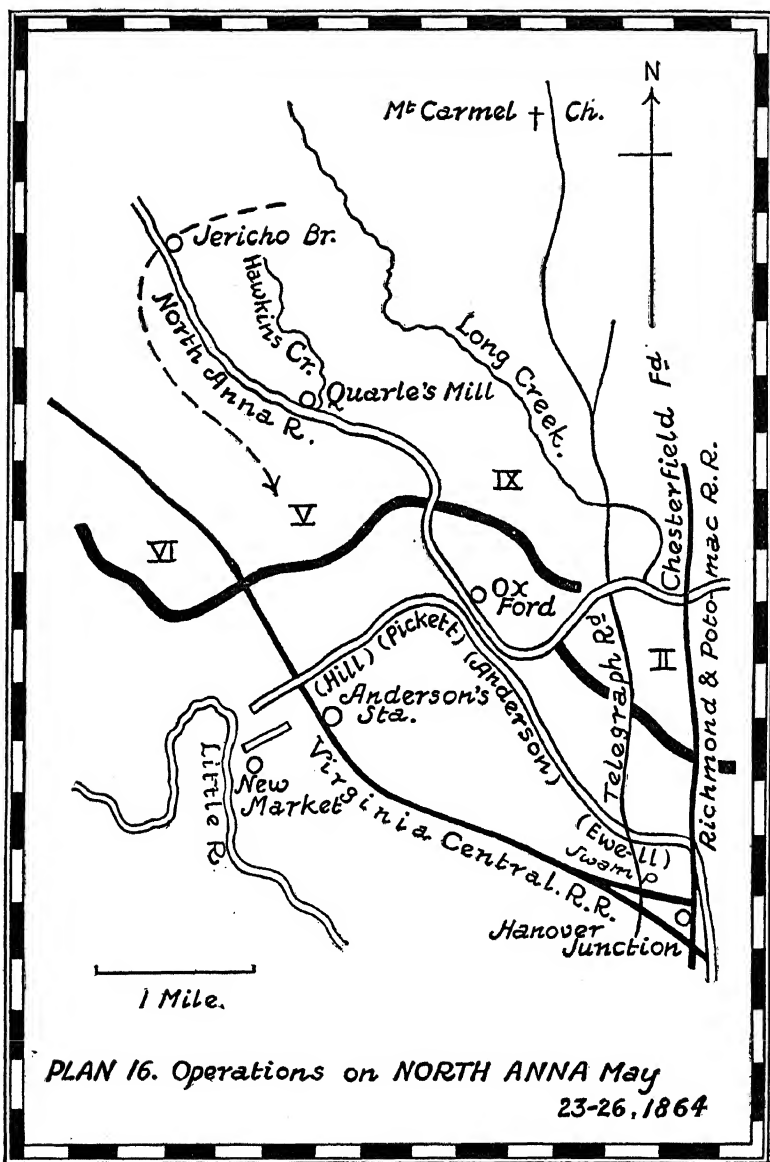 N
Mt Carmel † Ch.
Jericho Br.
Hawkins Cr.
North Anna R.
Quarle's Mill
Long Creek.
Chesterfield Fd
IX
V
VI
Ox
Ford
(Hill) (Pickett) (Anderson)
Telegraph Rd
II
Richmond & Potomac R.R.
Anderson's
Sta.
Little R.
New
Market
Virginia Central. R.R.
(Ewell)
Swamp
Hanover
Junction
1 Mile.
PLAN 16. Operations on NORTH ANNA May
23-26, 1864